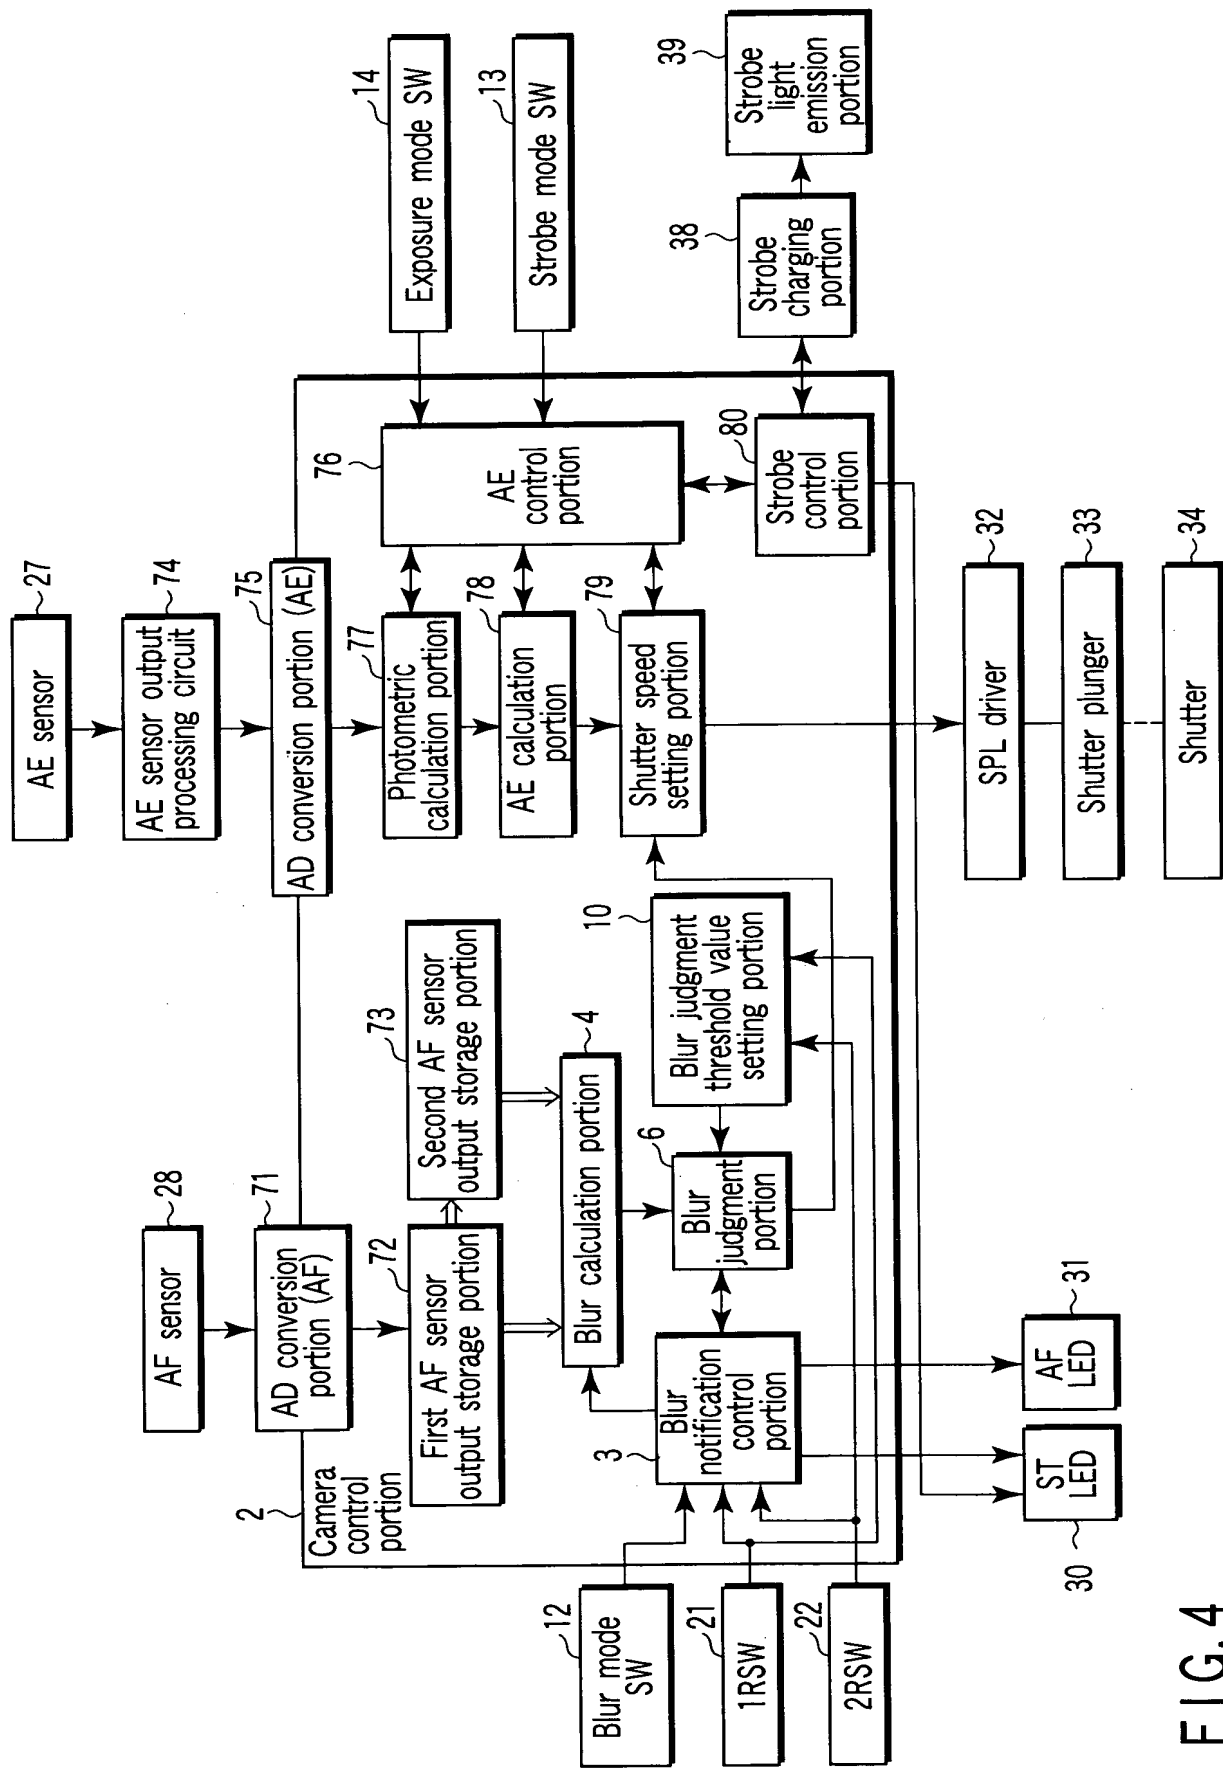 AF sensor
28
AD conversion
portion (AF)
71
2
Camera
control
portion
First AF sensor
output storage portion
72
Second AF sensor
output storage portion
73
Blur calculation portion
4
Blur
notification
control
portion
3
Blur
judgment
portion
6
Blur judgment
threshold value
setting portion
10
Blur mode
SW
12
1RSW
21
2RSW
22
ST
LED
30
AF
LED
31
AE sensor
27
AE sensor output
processing circuit
74
AD conversion portion (AE)
75
AE
control
portion
76
Photometric
calculation portion
77
AE calculation
portion
78
Shutter speed
setting portion
79
Exposure mode SW
14
Strobe mode SW
13
Strobe
control
portion
80
Strobe
charging
portion
38
Strobe
light
emission
portion
39
SPL driver
32
Shutter plunger
33
Shutter
34
FIG. 4